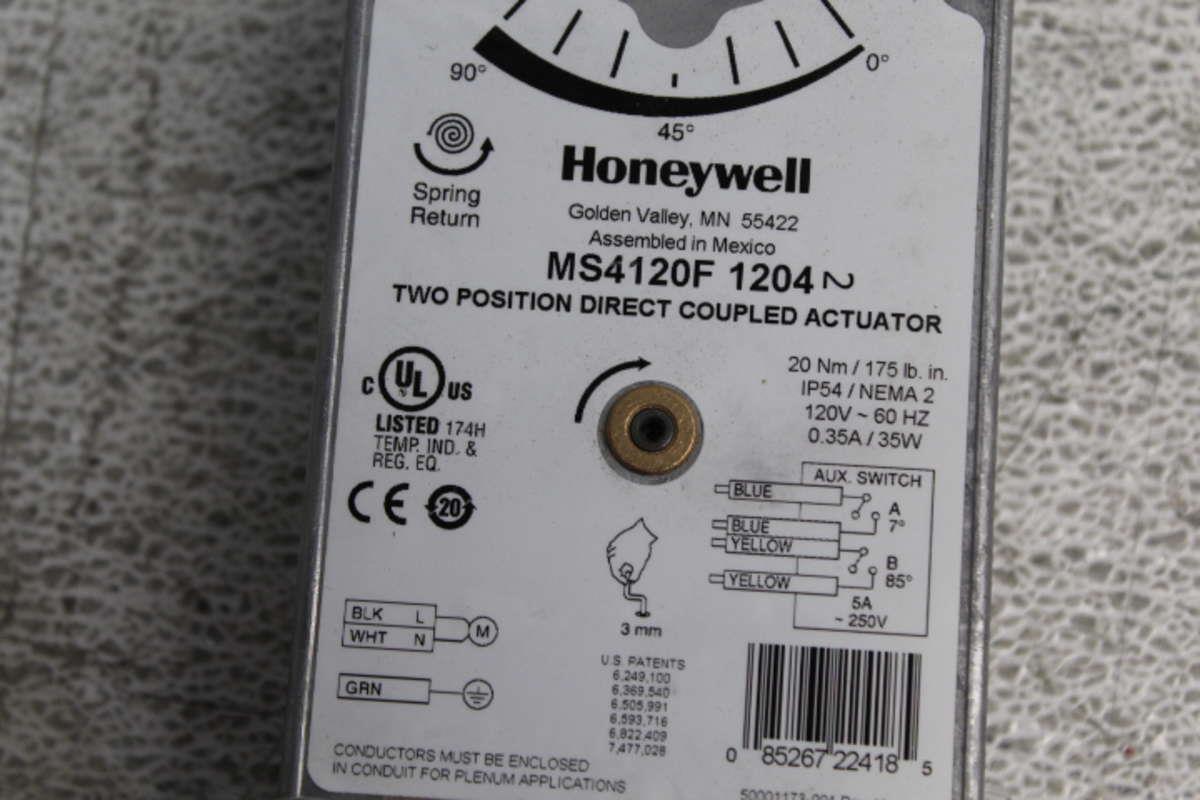 90°
0°
45°
Spring
Return
Honeywell
Golden Valley, MN 55422
Assembled in Mexico
MS4120F 1204 2
TWO POSITION DIRECT COUPLED ACTUATOR
C UL US
LISTED 174H
TEMP. IND. &
REG. EQ.
CE 20
20 Nm / 175 lb. in.
IP54 / NEMA 2
120V ~ 60 HZ
0.35A / 35W
AUX. SWITCH
BLUE
A
7°
BLUE
YELLOW
B
85°
YELLOW
5A
~ 250V
3 mm
BLK L
WHT N
M
GRN
U.S. PATENTS
6,249,100
6,369,540
6,505,991
6,593,716
6,822,409
7,477,028
0 85267 22418 5
CONDUCTORS MUST BE ENCLOSED
IN CONDUIT FOR PLENUM APPLICATIONS